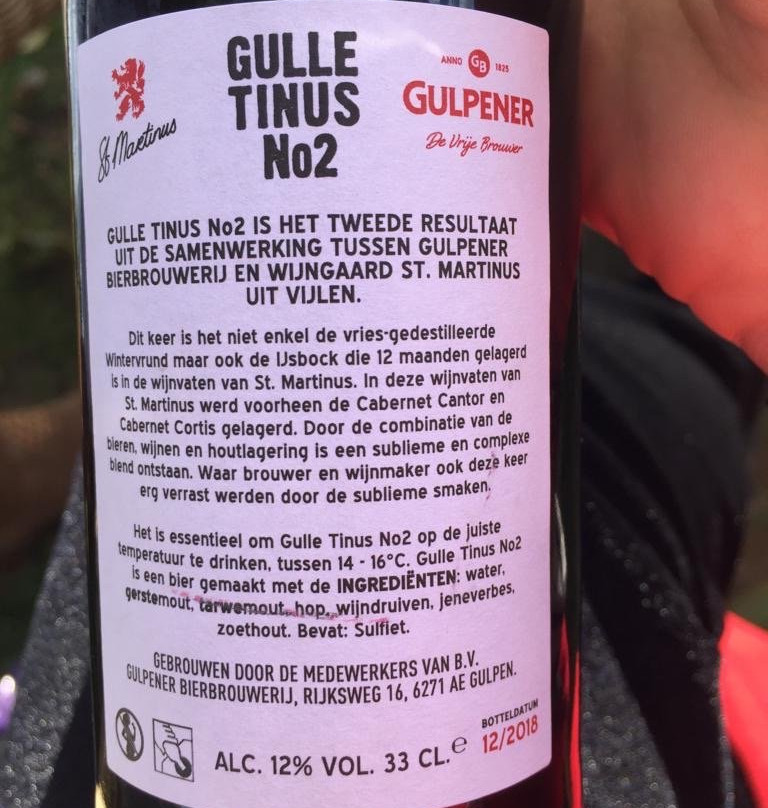 GULLE
TINUS
No2
St Martinus
ANNO GB 1825
GULPENER
De Vrije Brouwer
GULLE TINUS No2 IS HET TWEEDE RESULTAAT
UIT DE SAMENWERKING TUSSEN GULPENER
BIERBROUWERIJ EN WIJNGAARD ST. MARTINUS
UIT VIJLEN.
Dit keer is het niet enkel de vries-gedestilleerde
Wintervrund maar ook de IJsbock die 12 maanden gelagerd
is in de wijnvaten van St. Martinus. In deze wijnvaten van
St. Martinus werd voorheen de Cabernet Cantor en
Cabernet Cortis gelagerd. Door de combinatie van de
bieren, wijnen en houtlagering is een sublieme en complexe
blend ontstaan. Waar brouwer en wijnmaker ook deze keer
erg verrast werden door de sublieme smaken.
Het is essentieel om Gulle Tinus No2 op de juiste
temperatuur te drinken, tussen 14 - 16°C. Gulle Tinus No2
is een bier gemaakt met de INGREDIËNTEN: water,
gerstemout, tarwemout, hop, wijndruiven, jeneverbes,
zoethout. Bevat: Sulfiet.
GEBROUWEN DOOR DE MEDEWERKERS VAN B.V.
GULPENER BIERBROUWERIJ, RIJKSWEG 16, 6271 AE GULPEN.
ALC. 12% VOL. 33 CL. e
BOTTELDATUM
12/2018